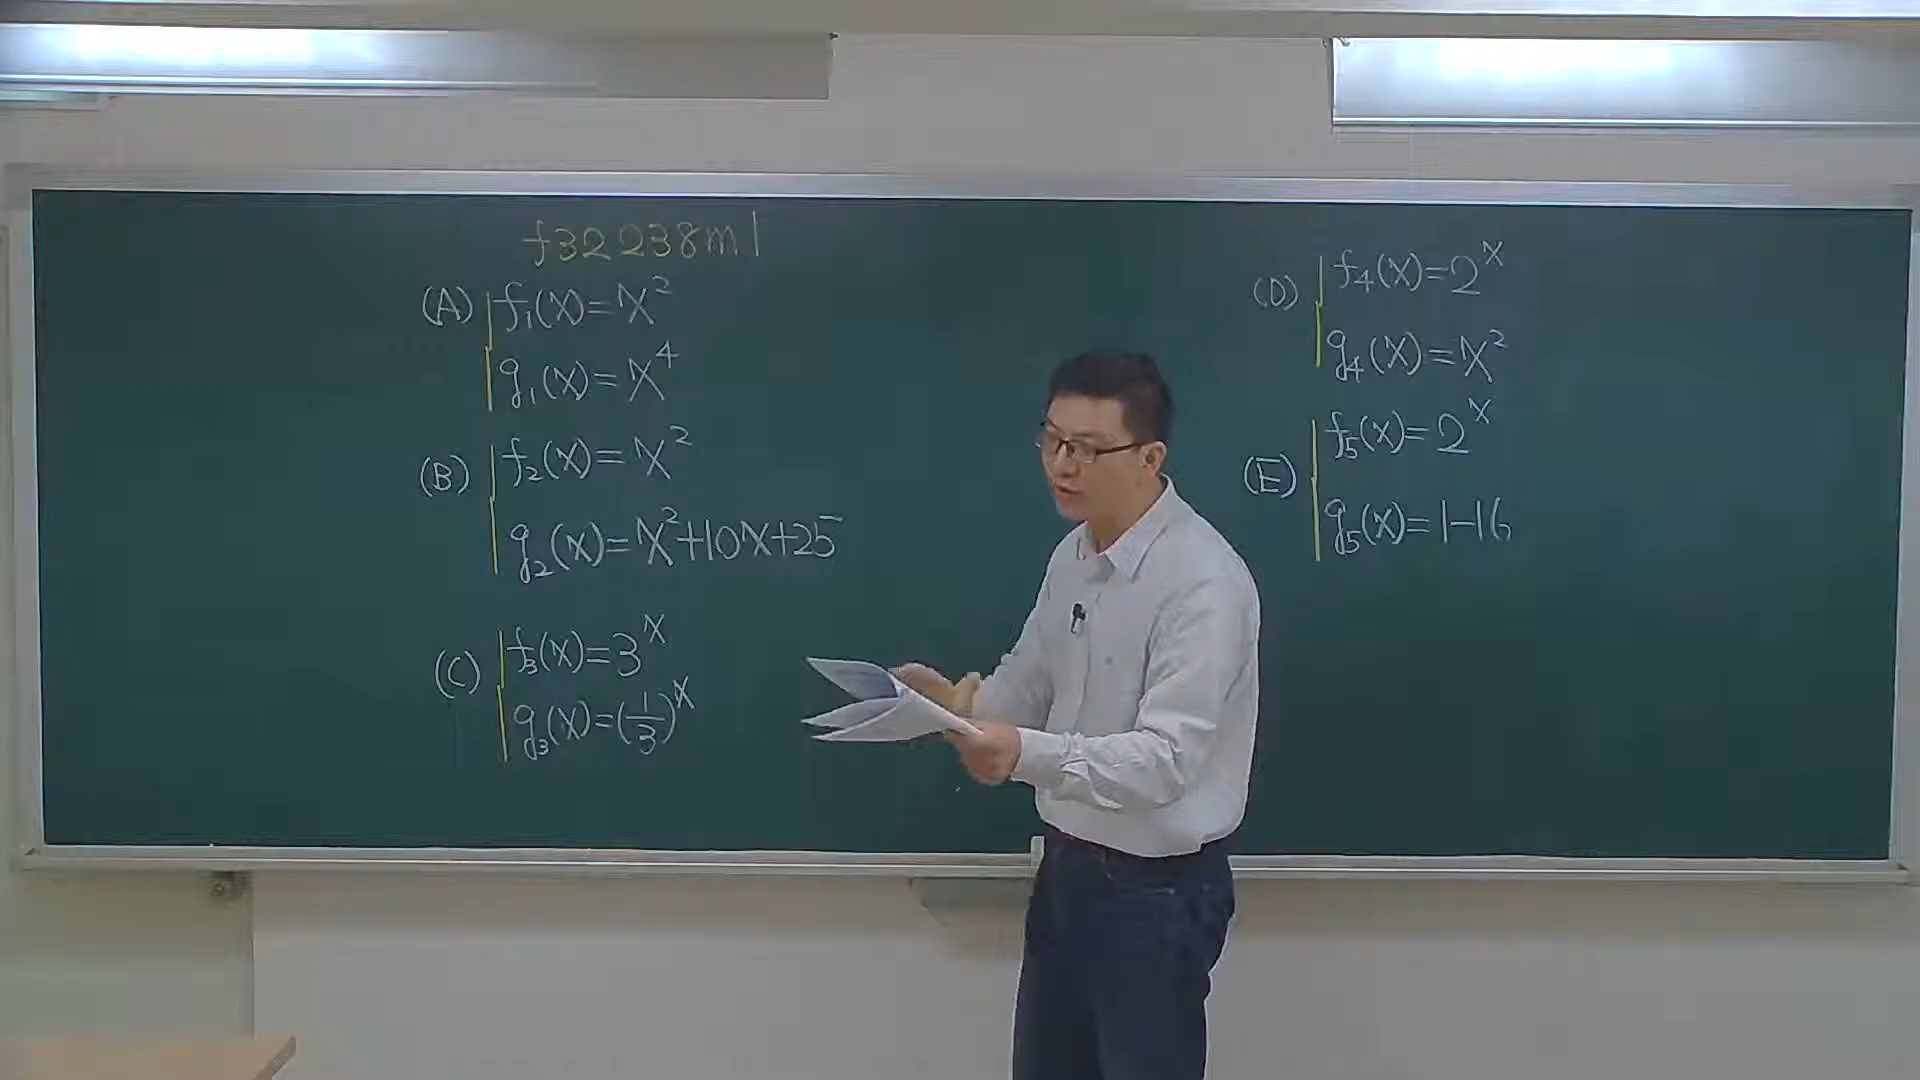 f32238m1
(A) f₁(x)=x²
g₁(x)=x⁴
(B) f₂(x)=x²
g₂(x)=x²+10x+25
(C) f₃(x)=3ˣ
g₃(x)=(1/3)ˣ
(D) f₄(x)=2ˣ
g₄(x)=x²
(E) f₅(x)=2ˣ
g₅(x)=1-16